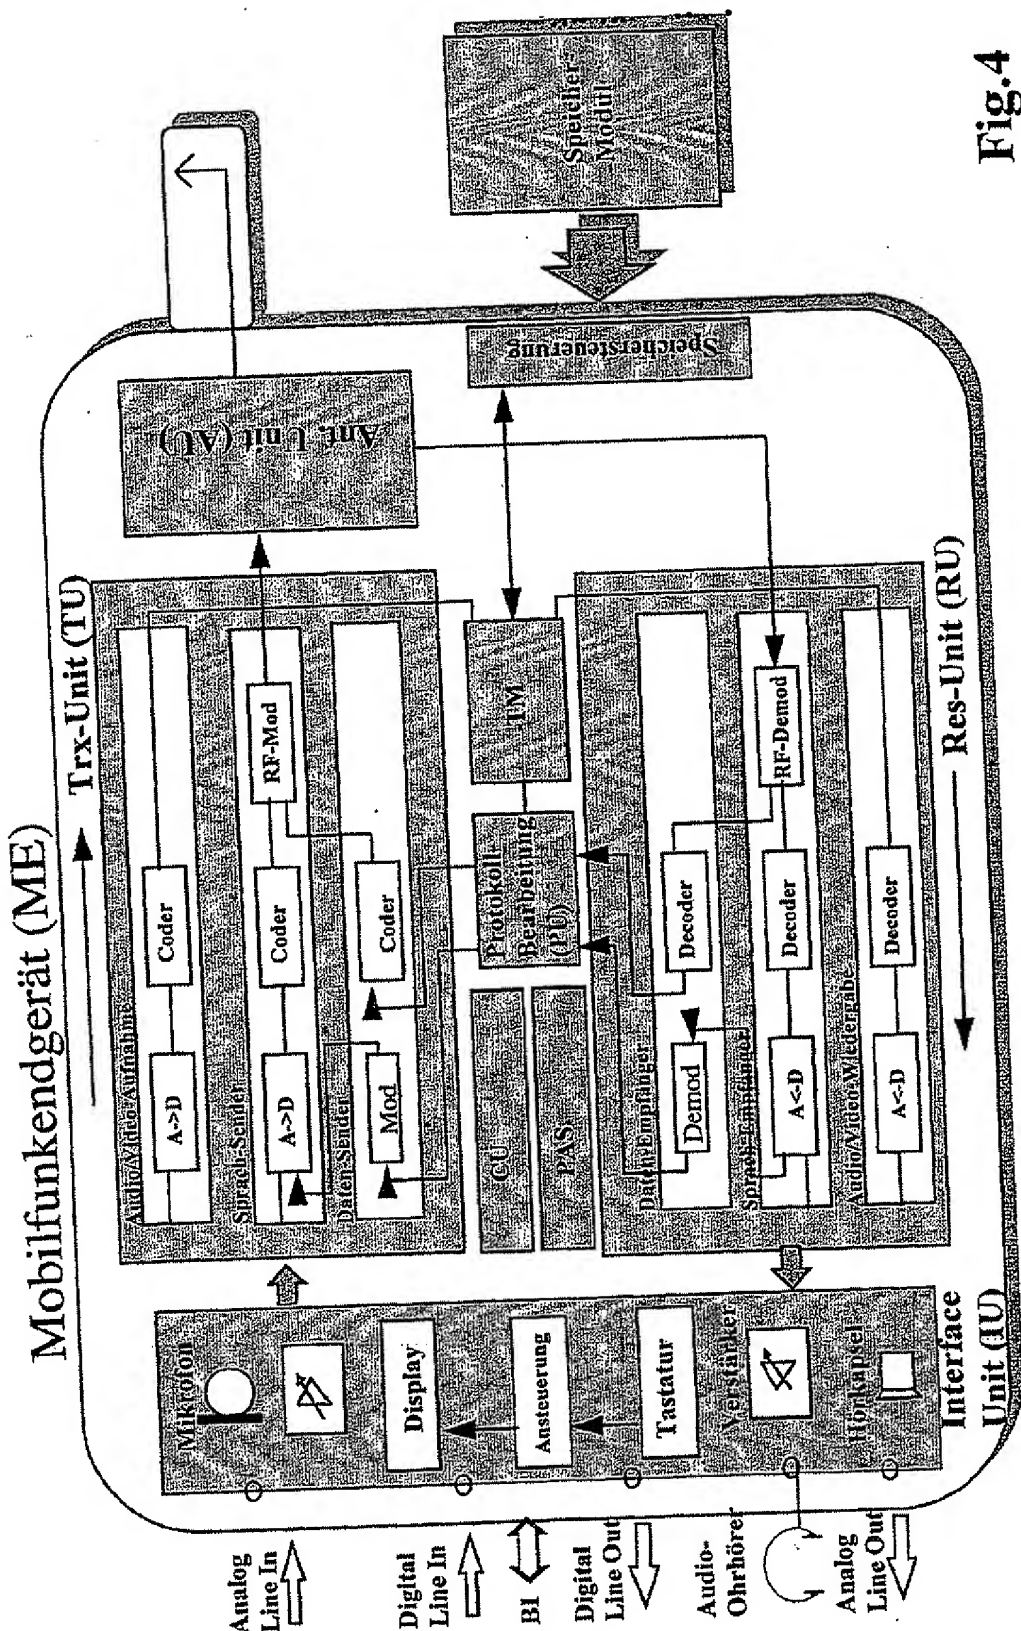 Mobilfunkendgerät (ME)
Trx-Unit (TU)
Audio/Video-Aufnahme
A->D
Coder
Sprach-Sender
A->D
Coder
RF-Mod
Daten-Sender
Mod
Coder
Ant. Unit (AU)
Mikrofon
Display
Ansteuerung
Tastatur
Verstärker
Hörkapsel
Interface
Unit (IU)
CU
PAS
Protokoll-
Bearbeitung
(PU)
TM
Speichersteuerung
Speicher-
Modul
Daten-Empfänger
Demod
Decoder
Sprach-Empfänger
A<-D
Decoder
RF-Demod
Audio/Video-Wiedergabe
A<-D
Decoder
Res-Unit (RU)
Analog
Line In
Digital
Line In
BI
Digital
Line Out
Audio-
Ohrhörer
Analog
Line Out
Fig.4